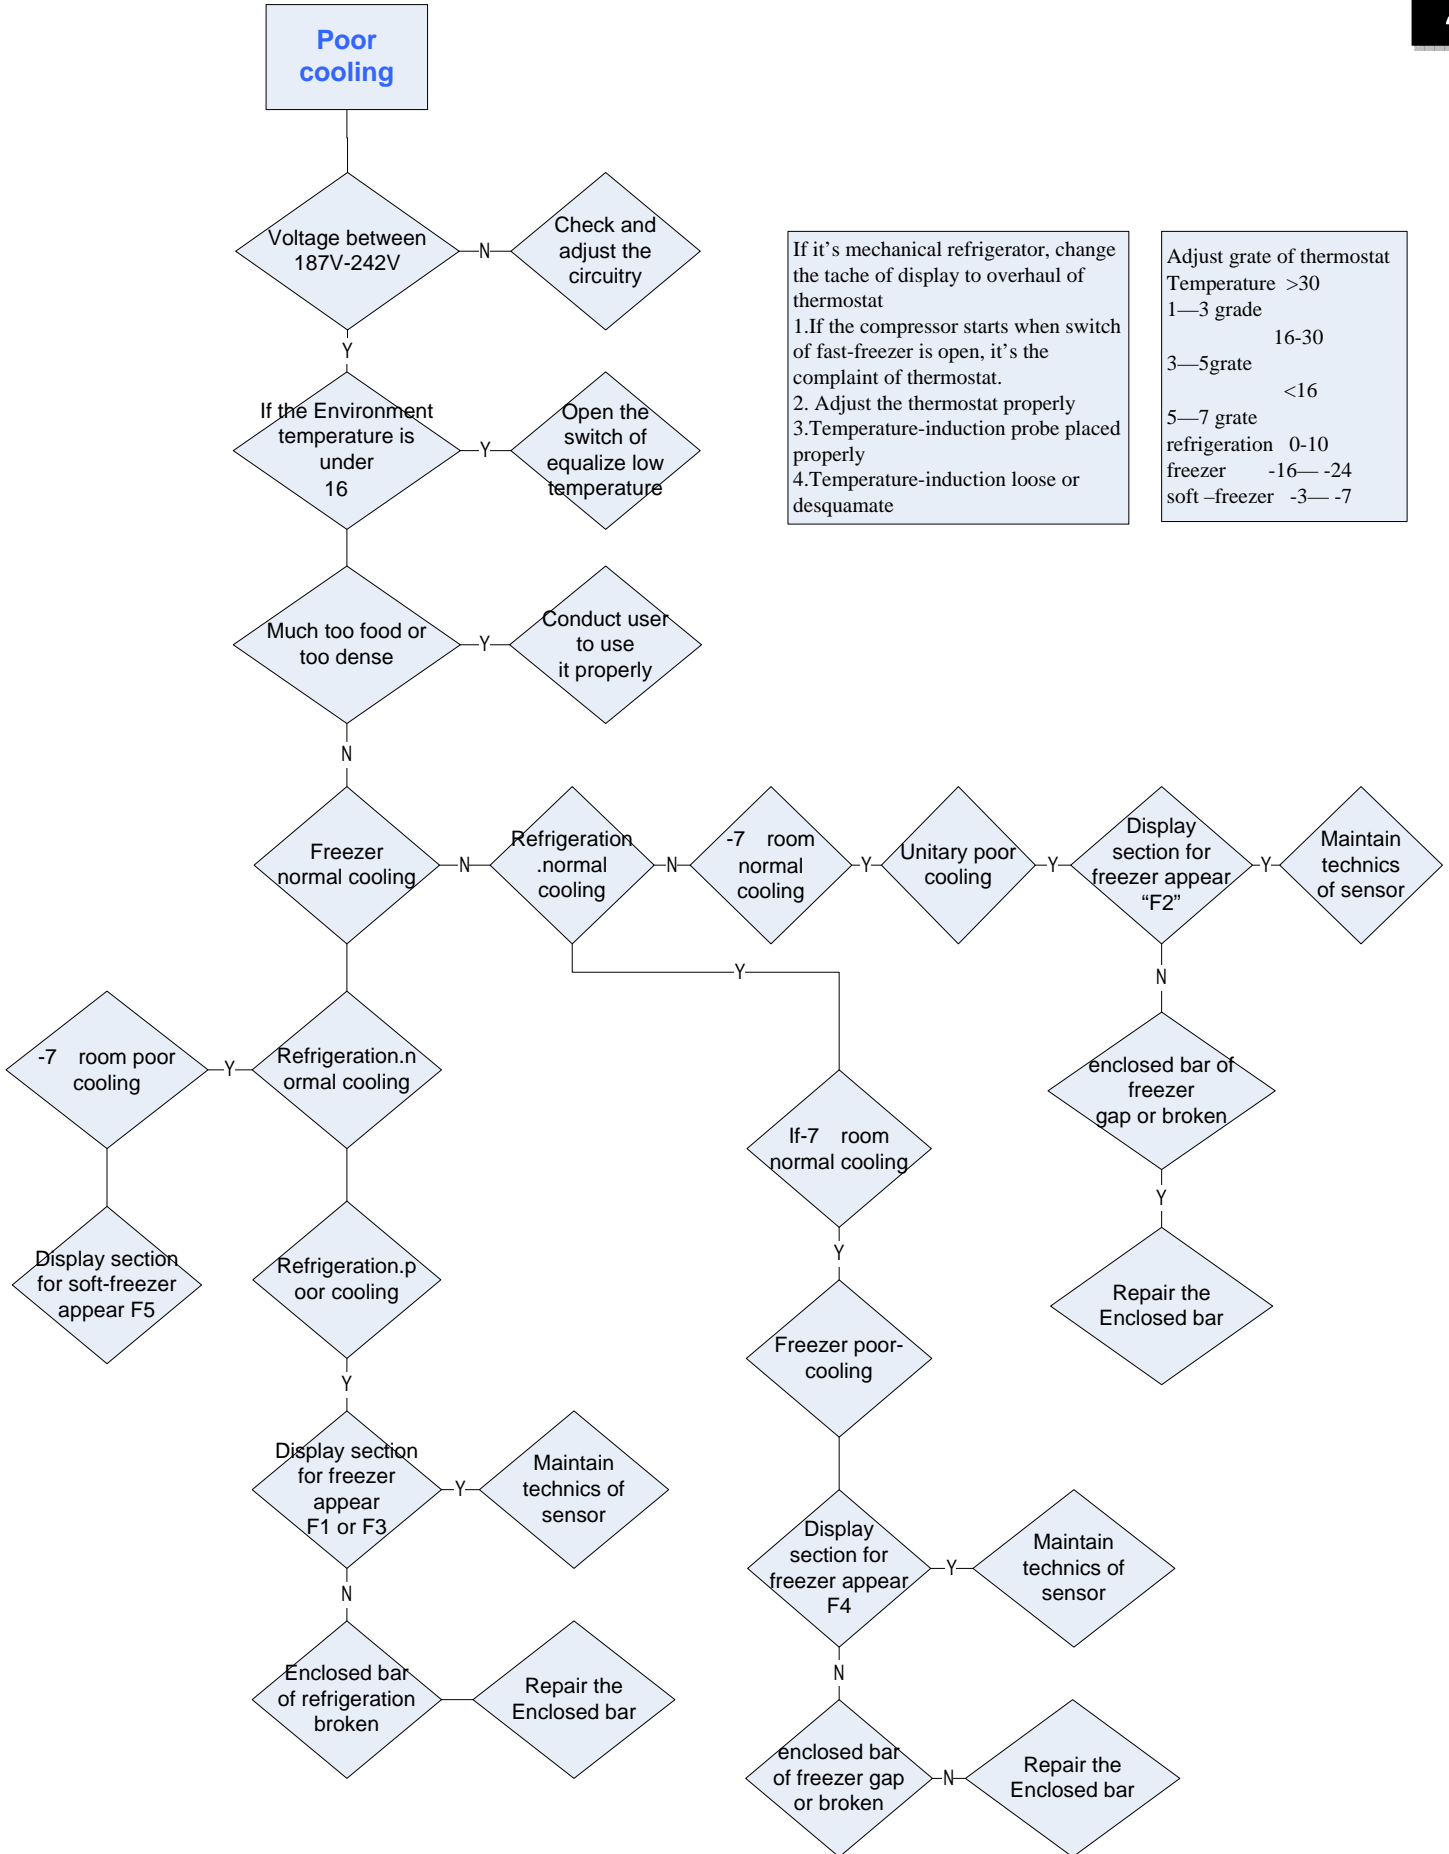 Poor
cooling
Voltage between
187V-242V
N
Check and
adjust the
circuitry
If it's mechanical refrigerator, change
the tache of display to overhaul of
thermostat
1.If the compressor starts when switch
of fast-freezer is open, it's the
complaint of thermostat.
2. Adjust the thermostat properly
3.Temperature-induction probe placed
properly
4.Temperature-induction loose or
desquamate
Adjust grate of thermostat
Temperature >30
1—3 grade
16-30
3—5grate
<16
5—7 grate
refrigeration 0-10
freezer -16— -24
soft –freezer -3— -7
Y
If the Environment
temperature is
under
16
Y
Open the
switch of
equalize low
temperature
Much too food or
too dense
Y
Conduct user
to use
it properly
N
Freezer
normal cooling
N
Refrigeration
.normal
cooling
N
-7 room
normal
cooling
Y
Unitary poor
cooling
Y
Display
section for
freezer appear
“F2”
Y
Maintain
technics
of sensor
Y
N
-7 room poor
cooling
Y
Refrigeration.n
ormal cooling
enclosed bar of
freezer
gap or broken
If-7 room
normal cooling
Y
Y
Display section
for soft-freezer
appear F5
Refrigeration.p
oor cooling
Repair the
Enclosed bar
Freezer poor-
cooling
Y
Display section
for freezer
appear
F1 or F3
Y
Maintain
technics of
sensor
Display
section for
freezer appear
F4
Y
Maintain
technics of
sensor
N
N
Enclosed bar
of refrigeration
broken
Repair the
Enclosed bar
enclosed bar
of freezer gap
or broken
N
Repair the
Enclosed bar